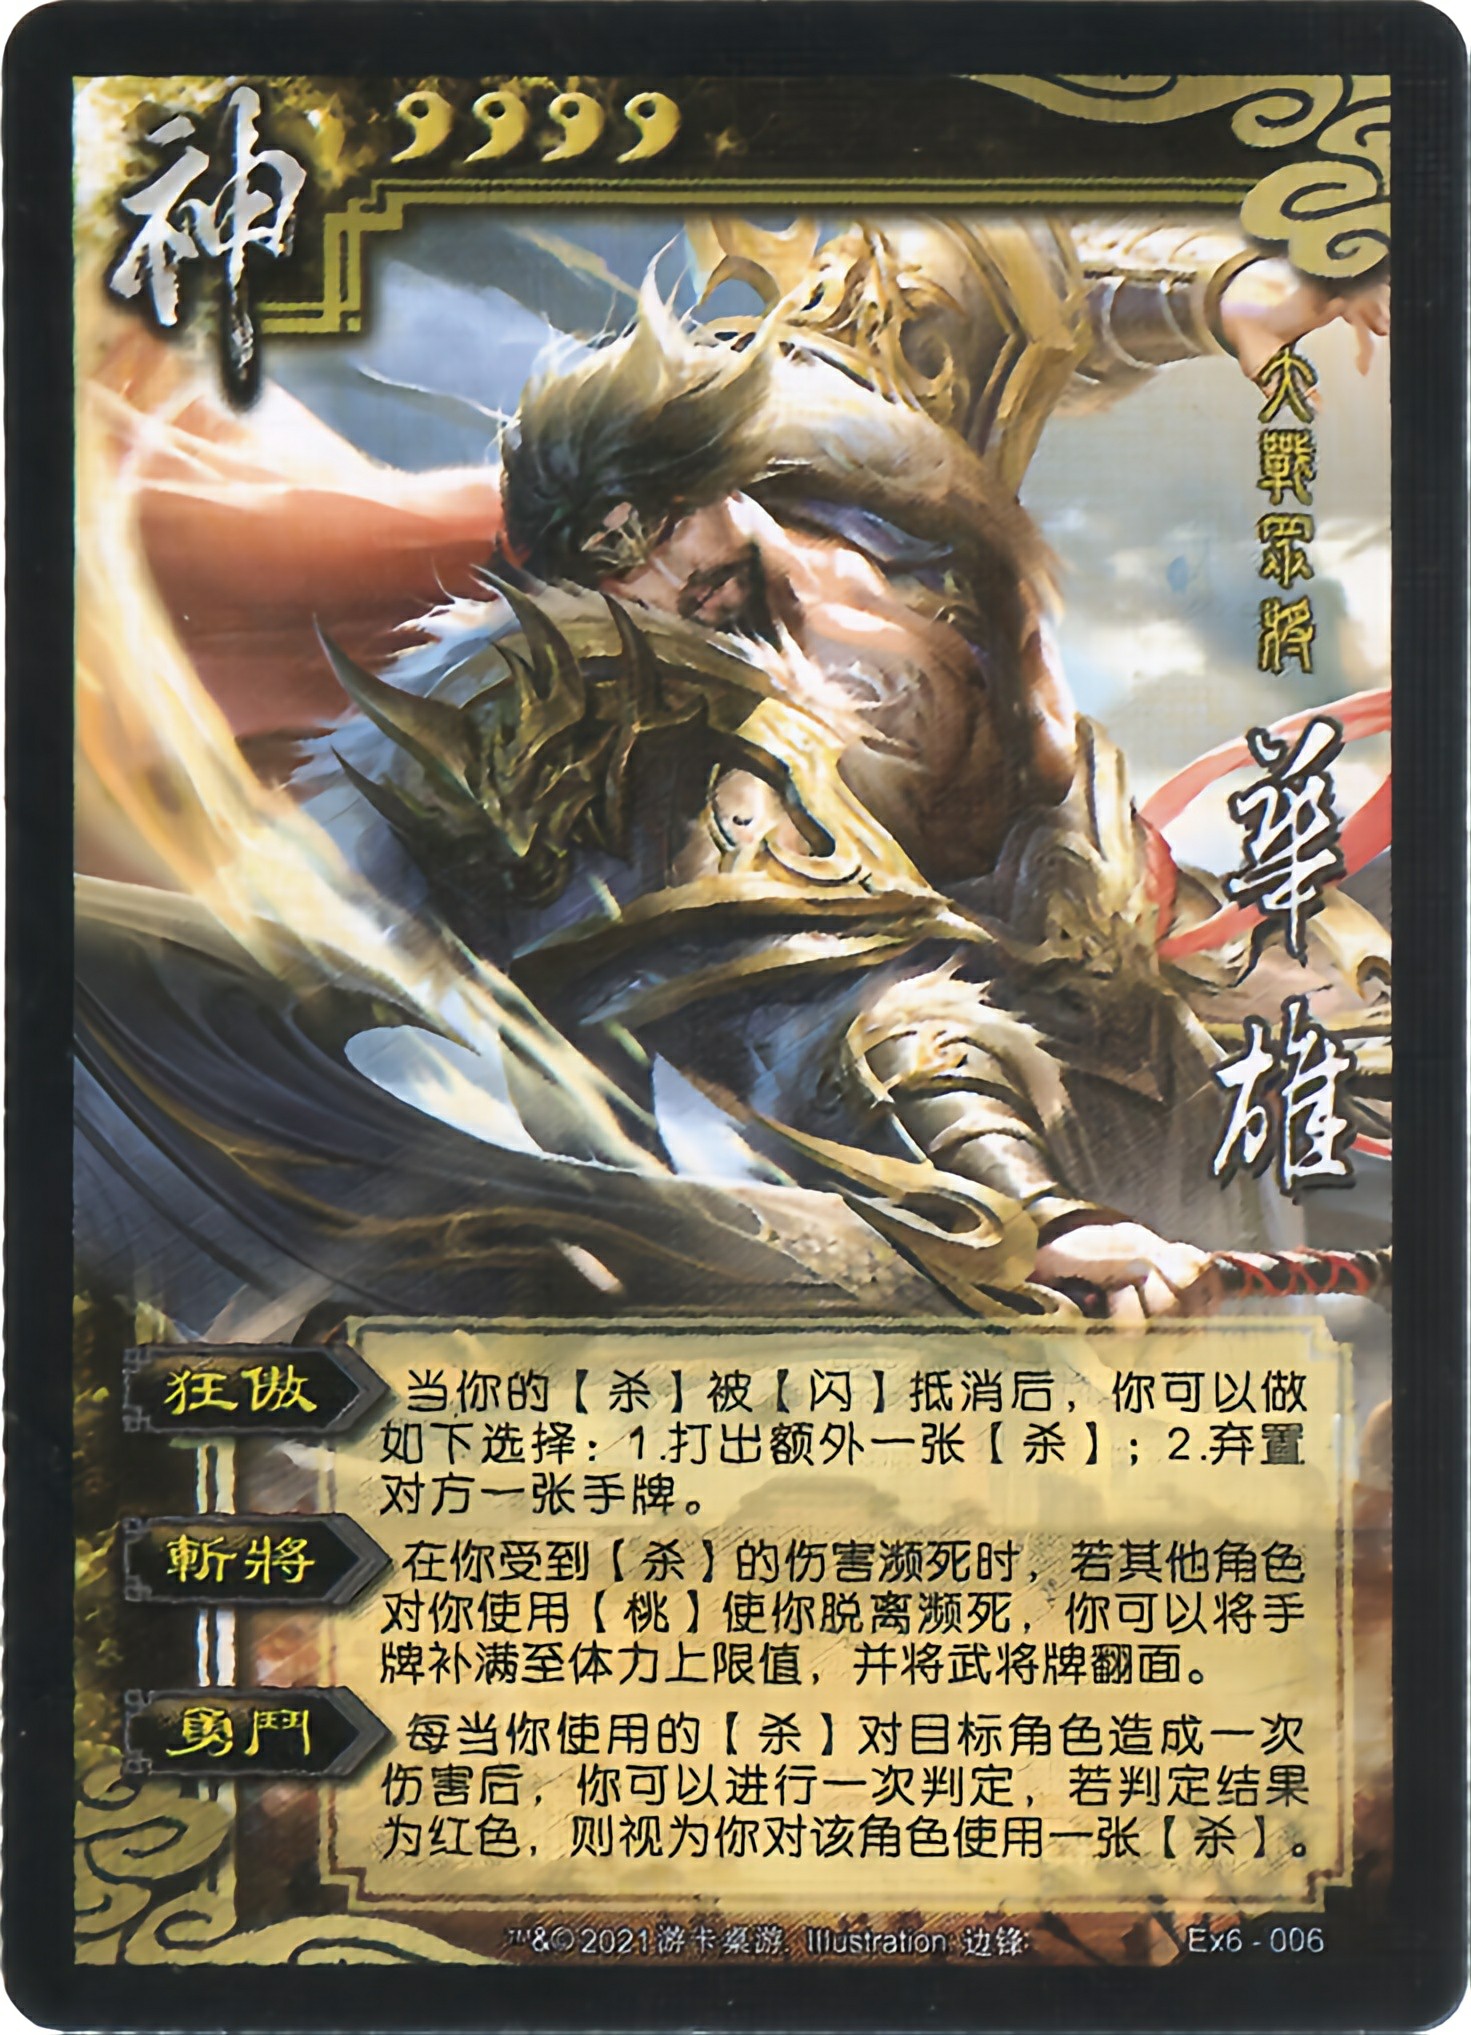 神
大戰眾將
華雄
狂傲
当你的【杀】被【闪】抵消后，你可以做
如下选择：1.打出额外一张【杀】；2.弃置
对方一张手牌。
斬將
在你受到【杀】的伤害濒死时，若其他角色
对你使用【桃】使你脱离濒死，你可以将手
牌补满至体力上限值，并将武将牌翻面。
勇鬥
每当你使用的【杀】对目标角色造成一次
伤害后，你可以进行一次判定，若判定结果
为红色，则视为你对该角色使用一张【杀】。
™&©2021游卡桌游. Illustration: 边锋
Ex6-006